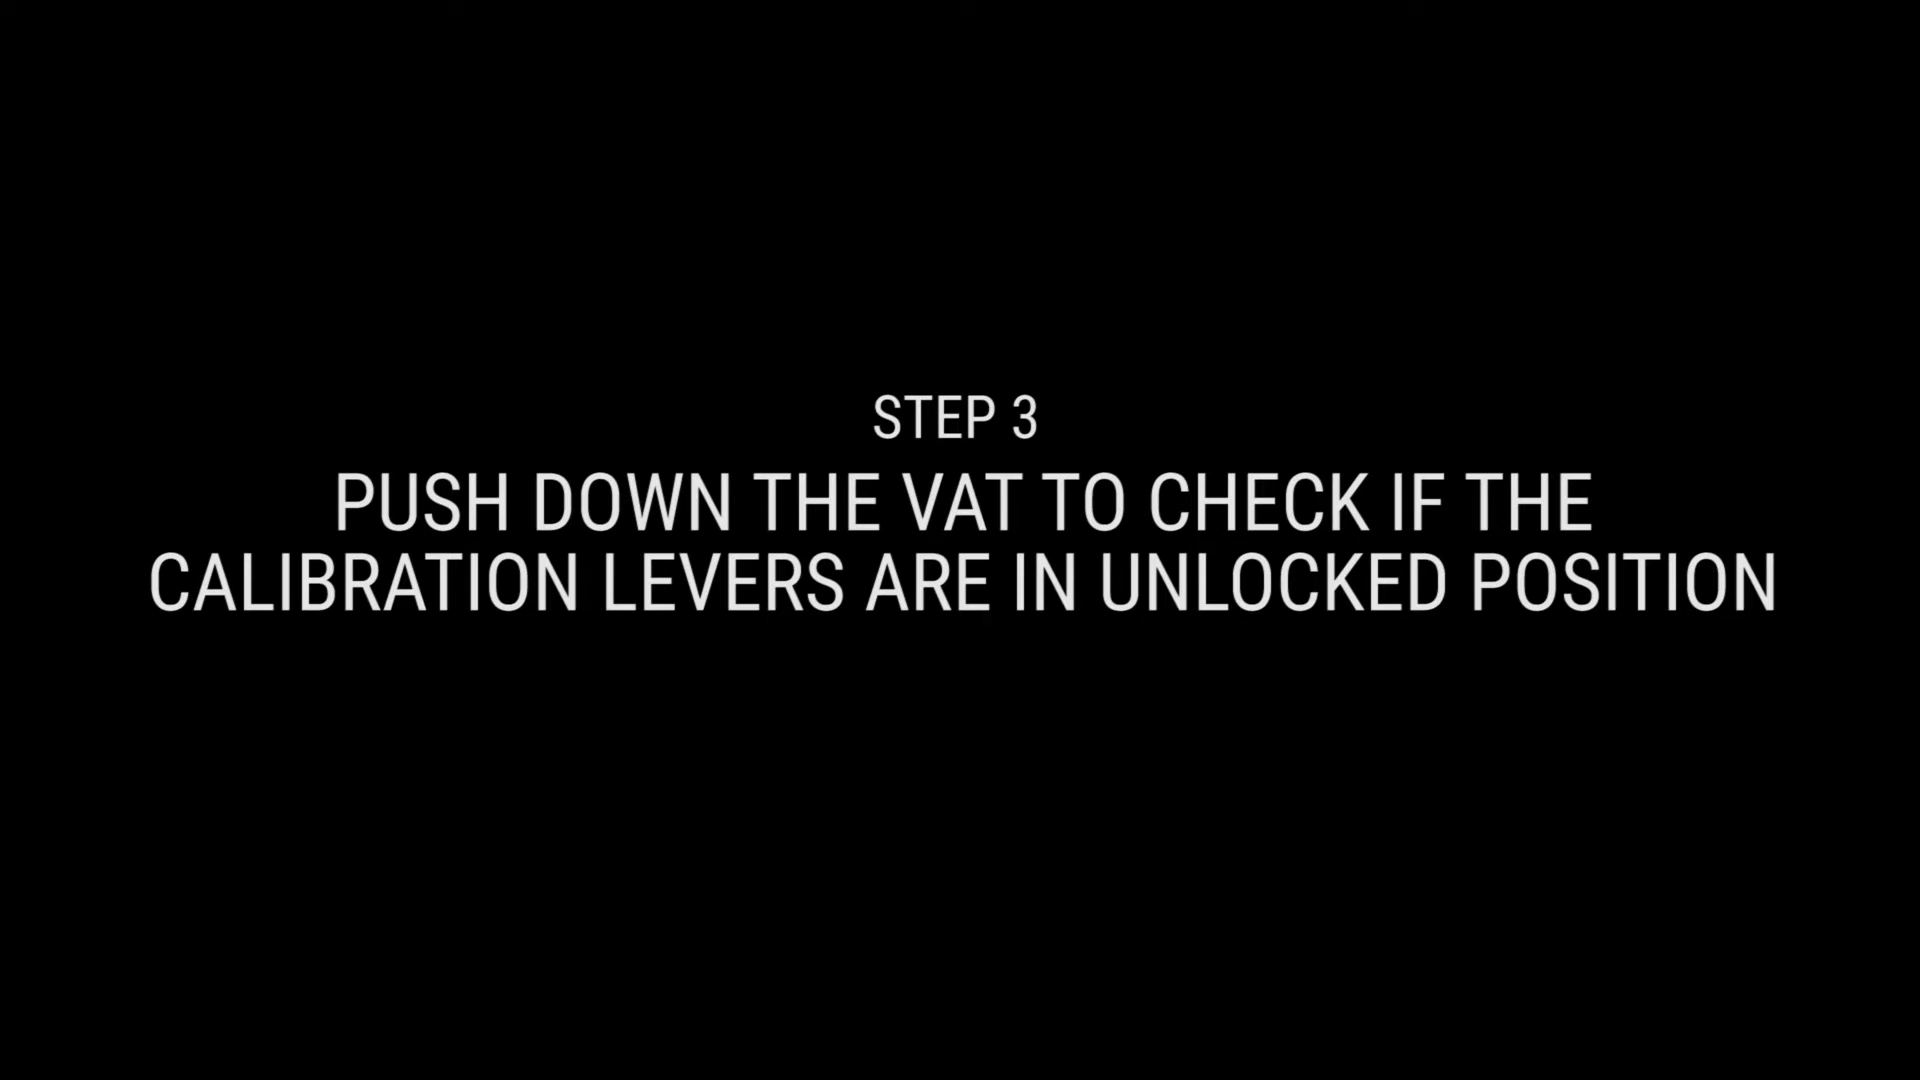 STEP 3
PUSH DOWN THE VAT TO CHECK IF THE
CALIBRATION LEVERS ARE IN UNLOCKED POSITION